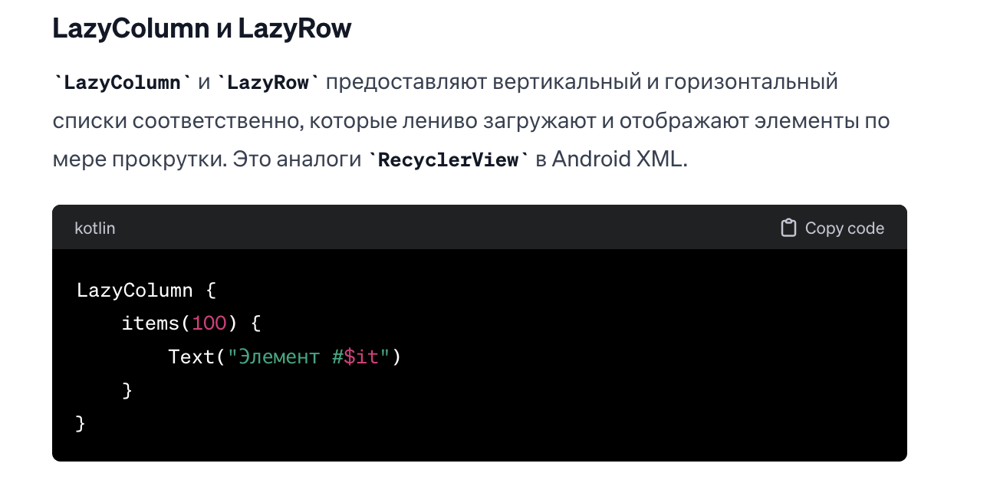 LazyColumn и LazyRow
`LazyColumn` и `LazyRow` предоставляют вертикальный и горизонтальный
списки соответственно, которые лениво загружают и отображают элементы по
мере прокрутки. Это аналоги `RecyclerView` в Android XML.
kotlin Copy code
LazyColumn {
    items(100) {
        Text("Элемент #$it")
    }
}